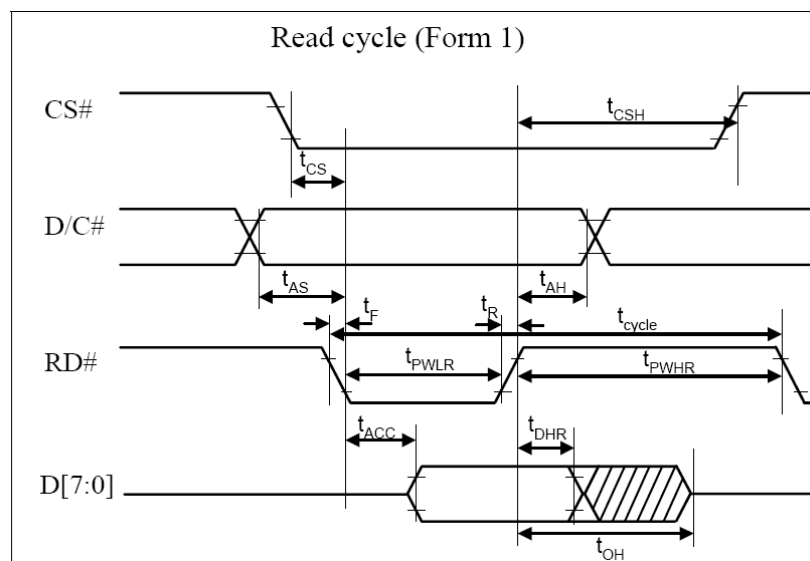 Read cycle (Form 1)
CS#
tCSH
tCS
D/C#
tAS
tAH
tF
tR
tcycle
RD#
tPWLR
tPWHR
tACC
tDHR
D[7:0]
tOH